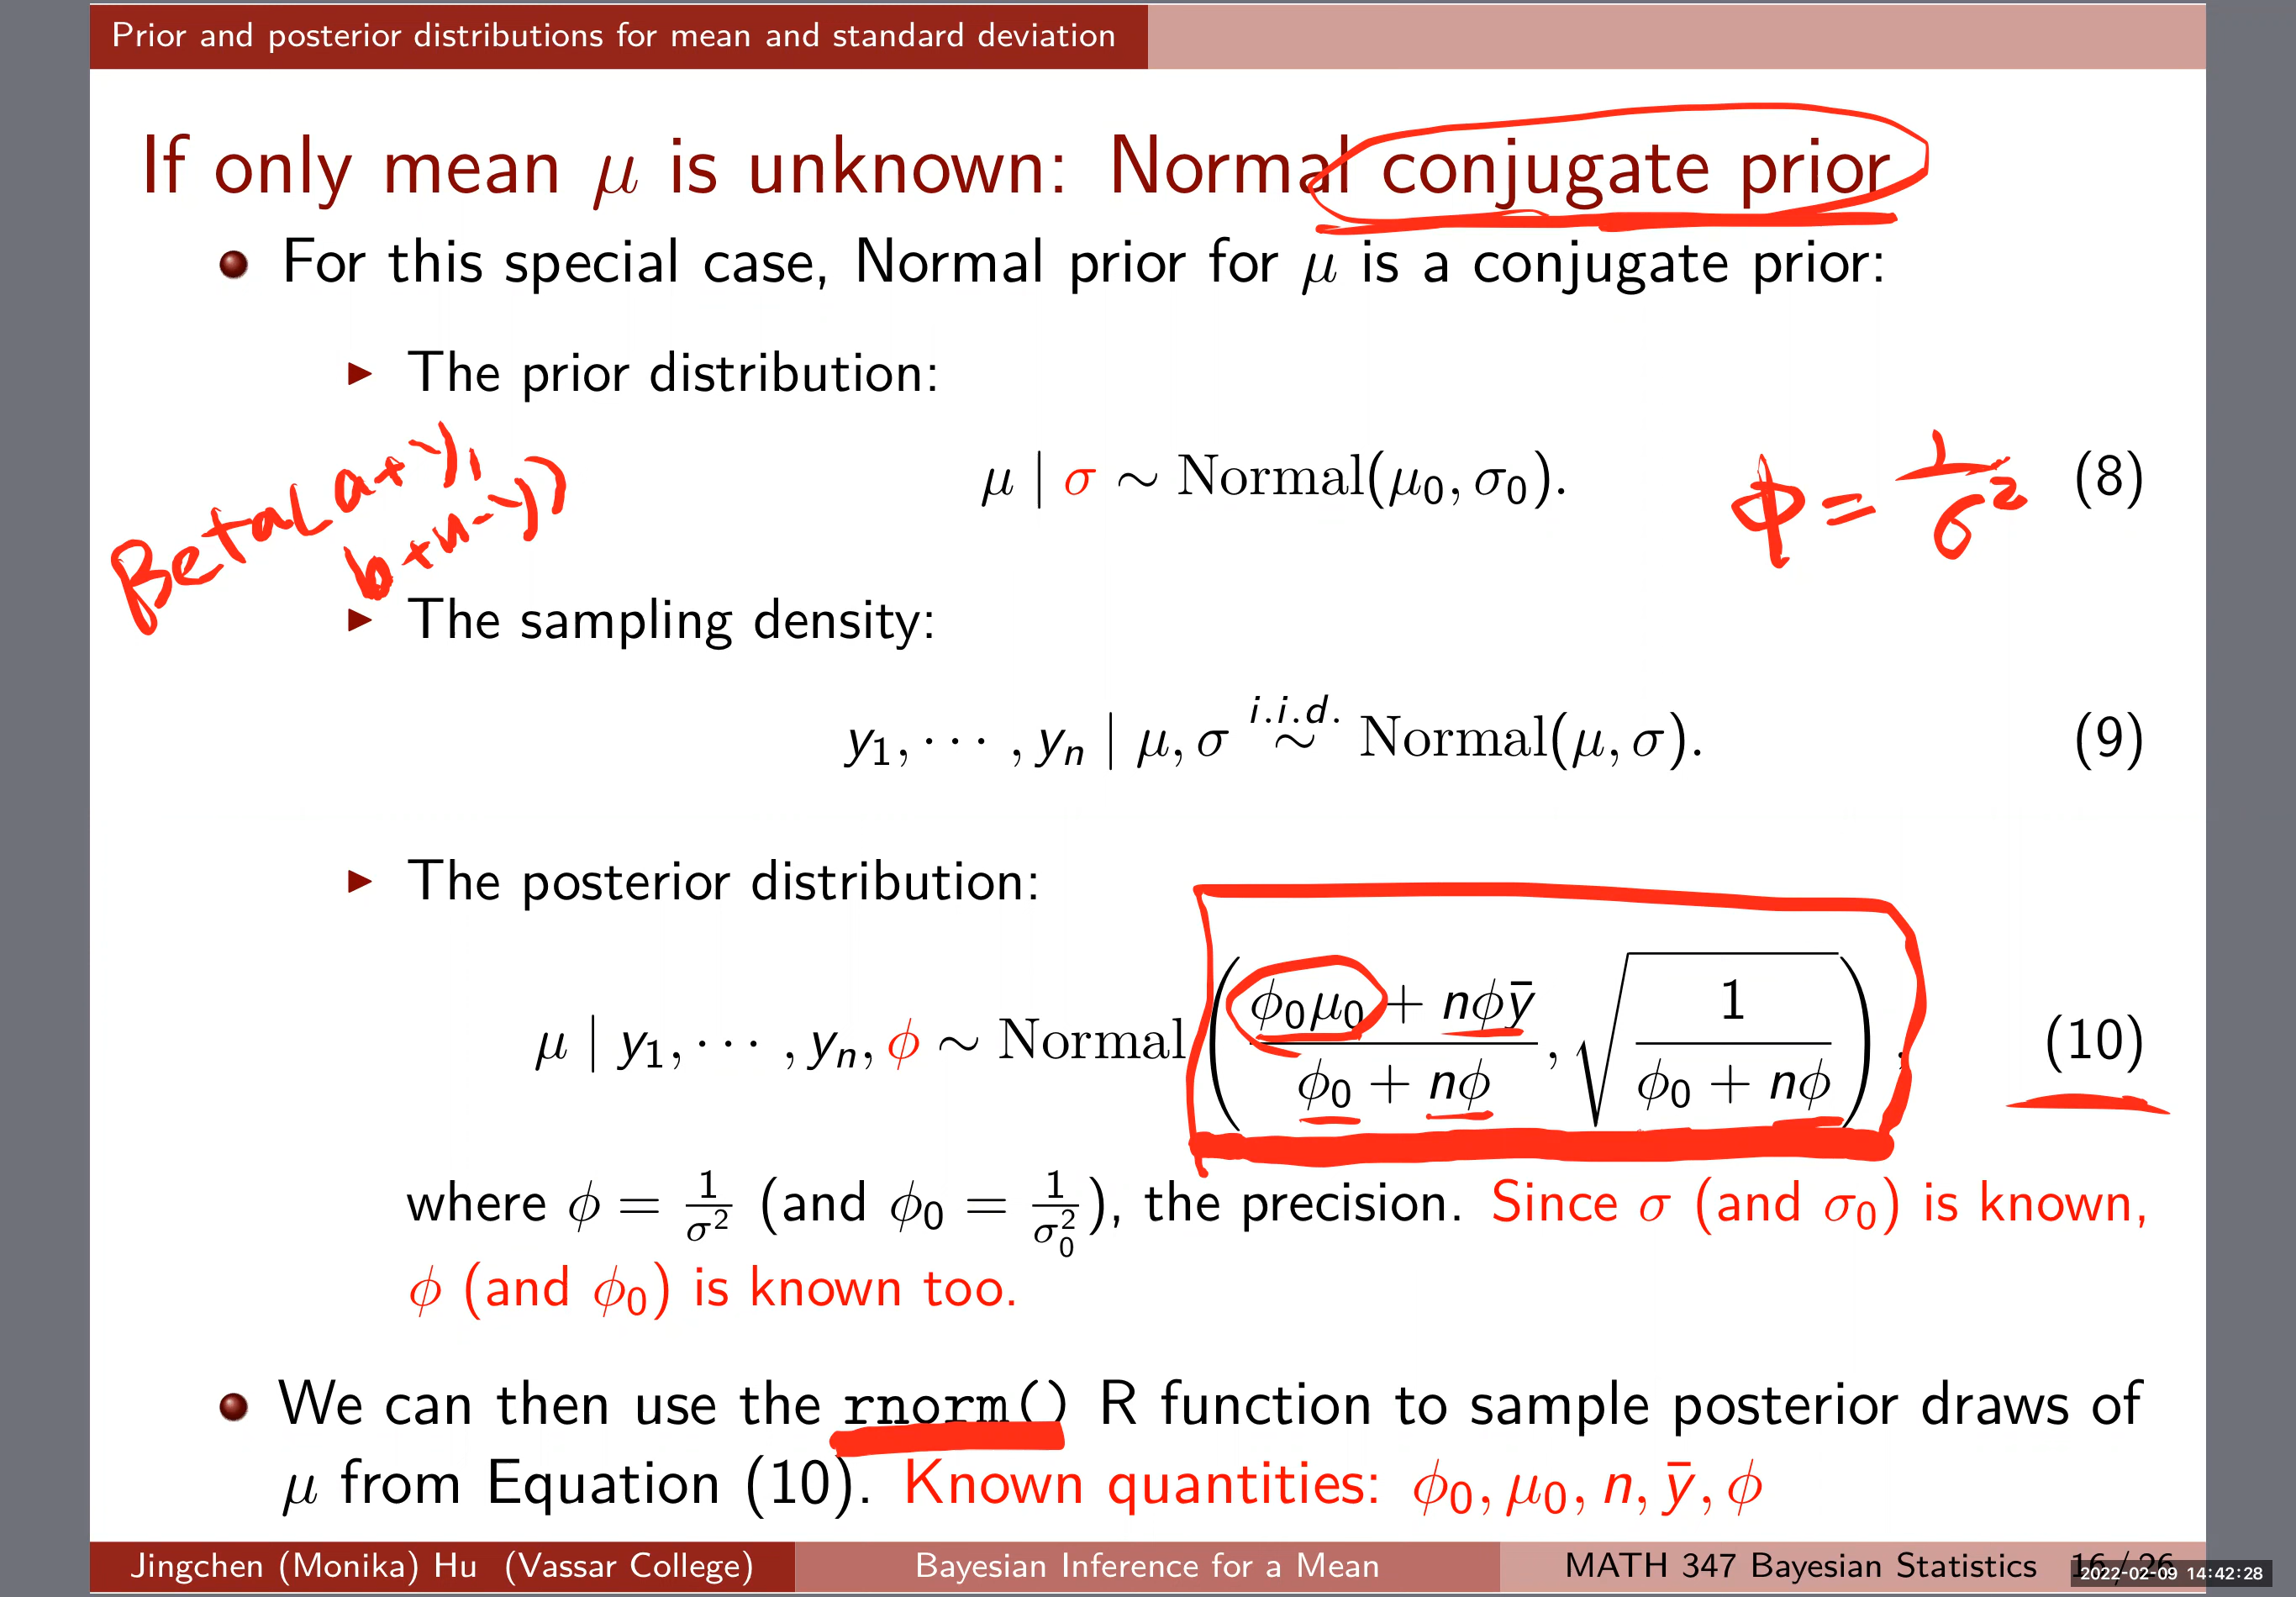 Prior and posterior distributions for mean and standard deviation
If only mean μ is unknown: Normal conjugate prior
For this special case, Normal prior for μ is a conjugate prior:
The prior distribution:
μ | σ ∼ Normal(μ₀, σ₀). (8)
Beta(a+y,
b+n-y)
ϕ = 1/σ²
The sampling density:
y₁, ⋯ , yₙ | μ, σ i.i.d. ∼ Normal(μ, σ). (9)
The posterior distribution:
μ | y₁, ⋯ , yₙ, ϕ ∼ Normal ( (ϕ₀μ₀ + nϕȳ)/(ϕ₀ + nϕ) , √(1/(ϕ₀ + nϕ)) ) , (10)
where ϕ = 1/σ² (and ϕ₀ = 1/σ₀²), the precision. Since σ (and σ₀) is known,
ϕ (and ϕ₀) is known too.
We can then use the rnorm() R function to sample posterior draws of
μ from Equation (10). Known quantities: ϕ₀, μ₀, n, ȳ, ϕ
Jingchen (Monika) Hu (Vassar College) Bayesian Inference for a Mean MATH 347 Bayesian Statistics 16 / 26
2022-02-09 14:42:28